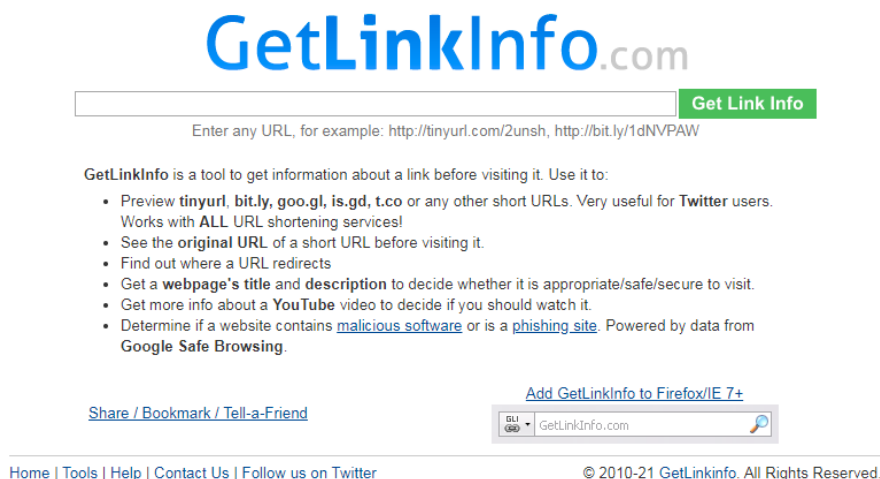 GetLinkInfo.com
Get Link Info
Enter any URL, for example: http://tinyurl.com/2unsh, http://bit.ly/1dNVPAW
GetLinkInfo is a tool to get information about a link before visiting it. Use it to:
• Preview tinyurl, bit.ly, goo.gl, is.gd, t.co or any other short URLs. Very useful for Twitter users.
Works with ALL URL shortening services!
• See the original URL of a short URL before visiting it.
• Find out where a URL redirects
• Get a webpage's title and description to decide whether it is appropriate/safe/secure to visit.
• Get more info about a YouTube video to decide if you should watch it.
• Determine if a website contains malicious software or is a phishing site. Powered by data from
Google Safe Browsing.
Add GetLinkInfo to Firefox/IE 7+
Share / Bookmark / Tell-a-Friend
GLI GetLinkInfo.com
Home | Tools | Help | Contact Us | Follow us on Twitter © 2010-21 GetLinkinfo. All Rights Reserved.